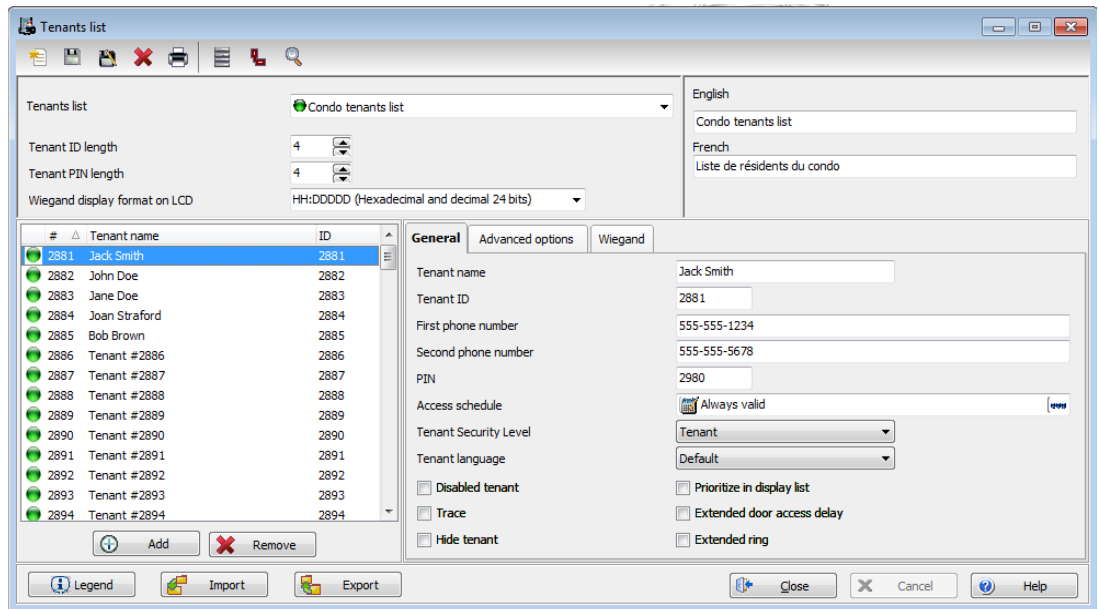 Tenants list
Tenants list
Condo tenants list
Tenant ID length
4
Tenant PIN length
4
Wiegand display format on LCD
HH:DDDDD (Hexadecimal and decimal 24 bits)
English
Condo tenants list
French
Liste de résidents du condo
# Tenant name ID
2881 Jack Smith 2881
2882 John Doe 2882
2883 Jane Doe 2883
2884 Joan Straford 2884
2885 Bob Brown 2885
2886 Tenant #2886 2886
2887 Tenant #2887 2887
2888 Tenant #2888 2888
2889 Tenant #2889 2889
2890 Tenant #2890 2890
2891 Tenant #2891 2891
2892 Tenant #2892 2892
2893 Tenant #2893 2893
2894 Tenant #2894 2894
Add Remove
General Advanced options Wiegand
Tenant name Jack Smith
Tenant ID 2881
First phone number 555-555-1234
Second phone number 555-555-5678
PIN 2980
Access schedule Always valid
Tenant Security Level Tenant
Tenant language Default
Disabled tenant Prioritize in display list
Trace Extended door access delay
Hide tenant Extended ring
Legend Import Export Close Cancel Help